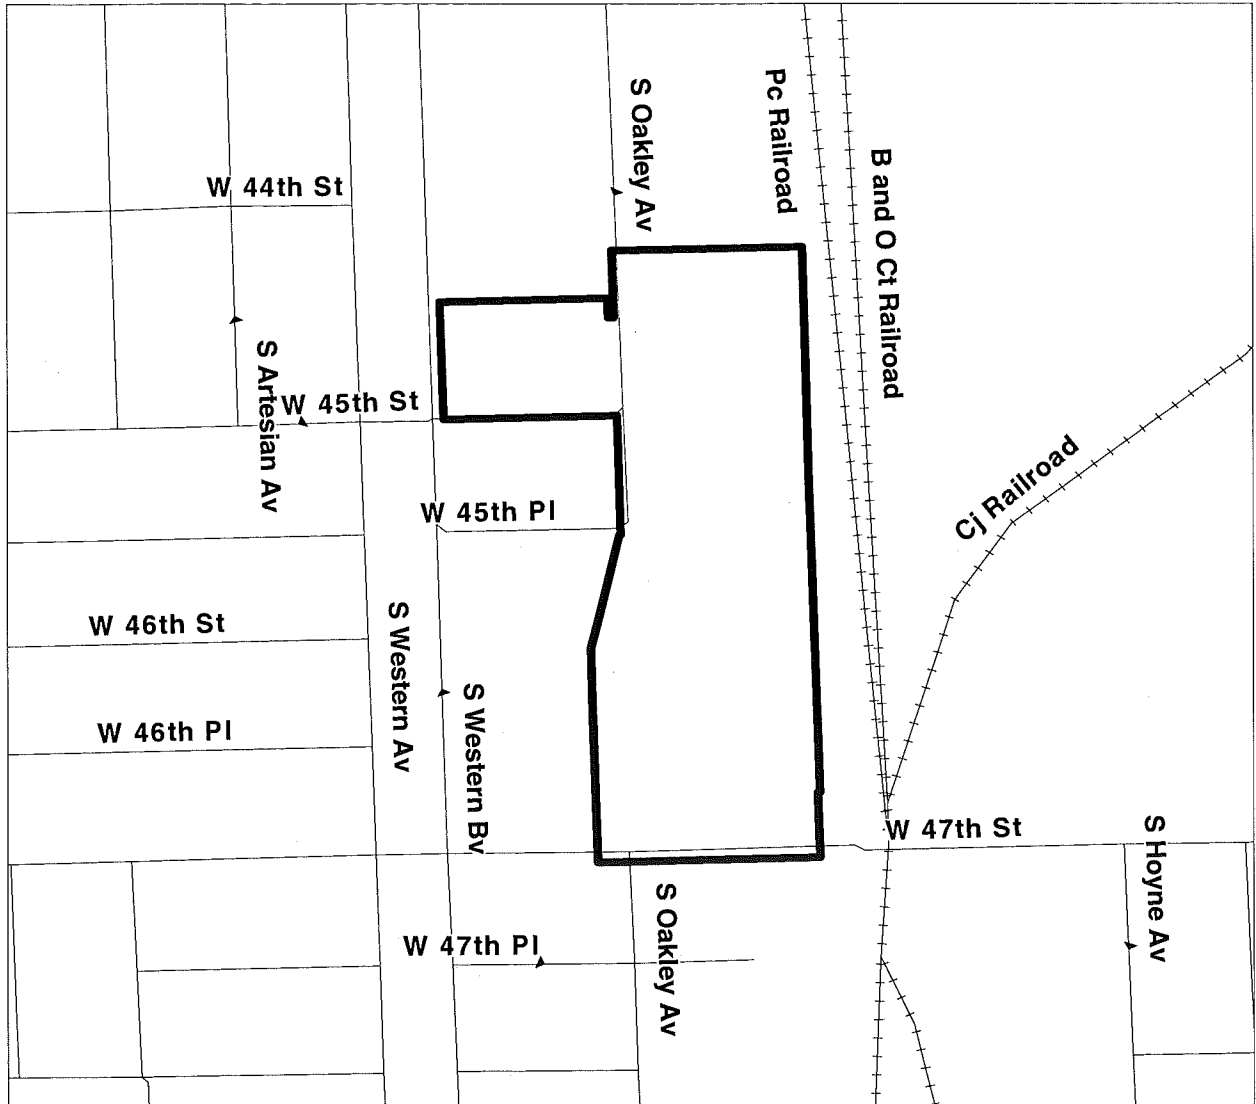 S Oakley Av
Pc Railroad
B and O Ct Railroad
W 44th St
S Artesian Av
W 45th St
Cj Railroad
W 45th Pl
W 46th St
S Western Av
S Western Bv
W 46th Pl
W 47th St
S Hoyne Av
S Oakley Av
W 47th Pl